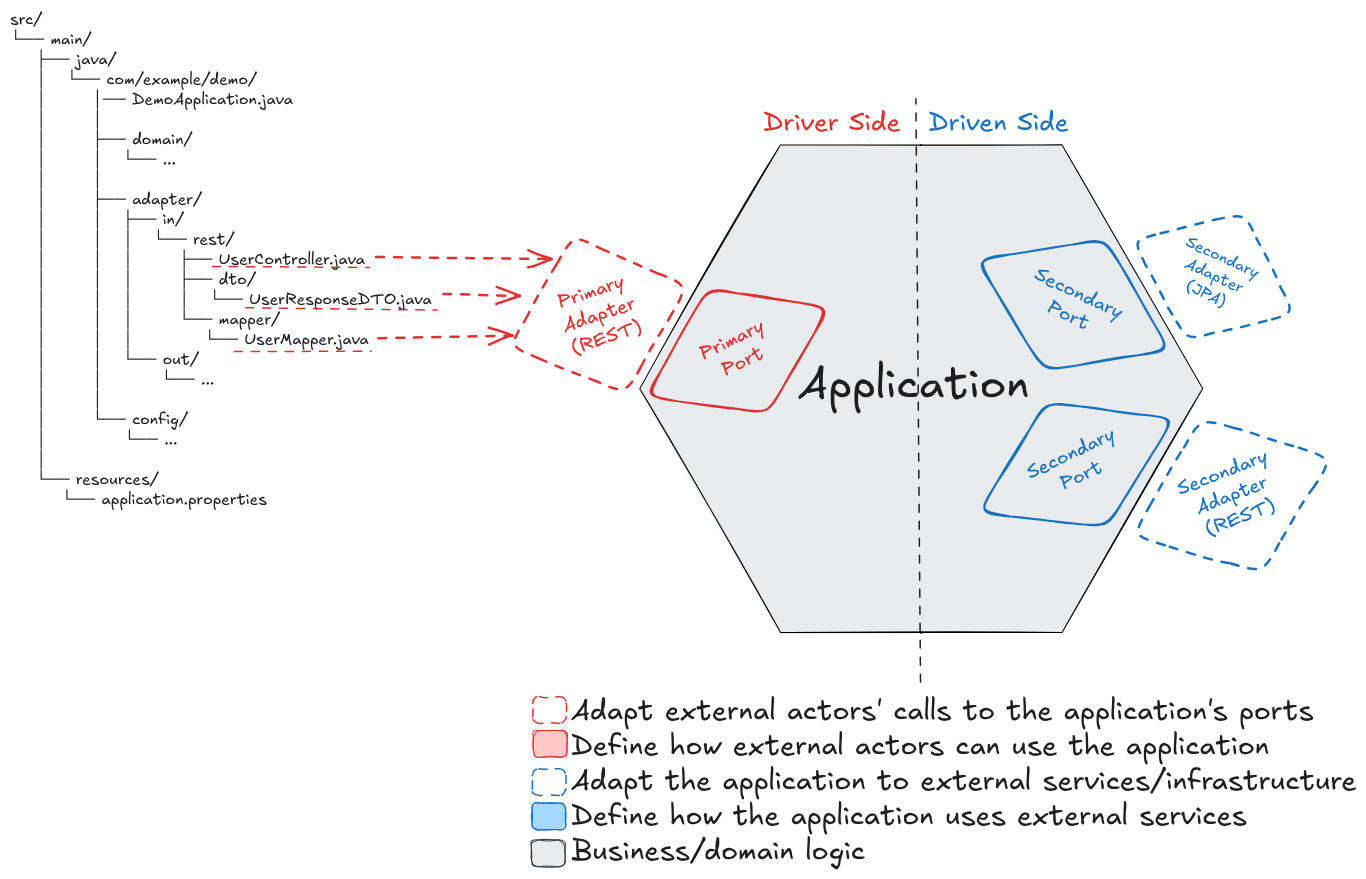 src/
main/
java/
com/example/demo/
DemoApplication.java
domain/
...
adapter/
in/
rest/
UserController.java
dto/
UserResponseDTO.java
mapper/
UserMapper.java
out/
...
config/
...
resources/
application.properties
Driver Side
Driven Side
Primary
Adapter
(REST)
Primary
Port
Application
Secondary
Port
Secondary
Adapter
(JPA)
Secondary
Port
Secondary
Adapter
(REST)
Adapt external actors' calls to the application's ports
Define how external actors can use the application
Adapt the application to external services/infrastructure
Define how the application uses external services
Business/domain logic